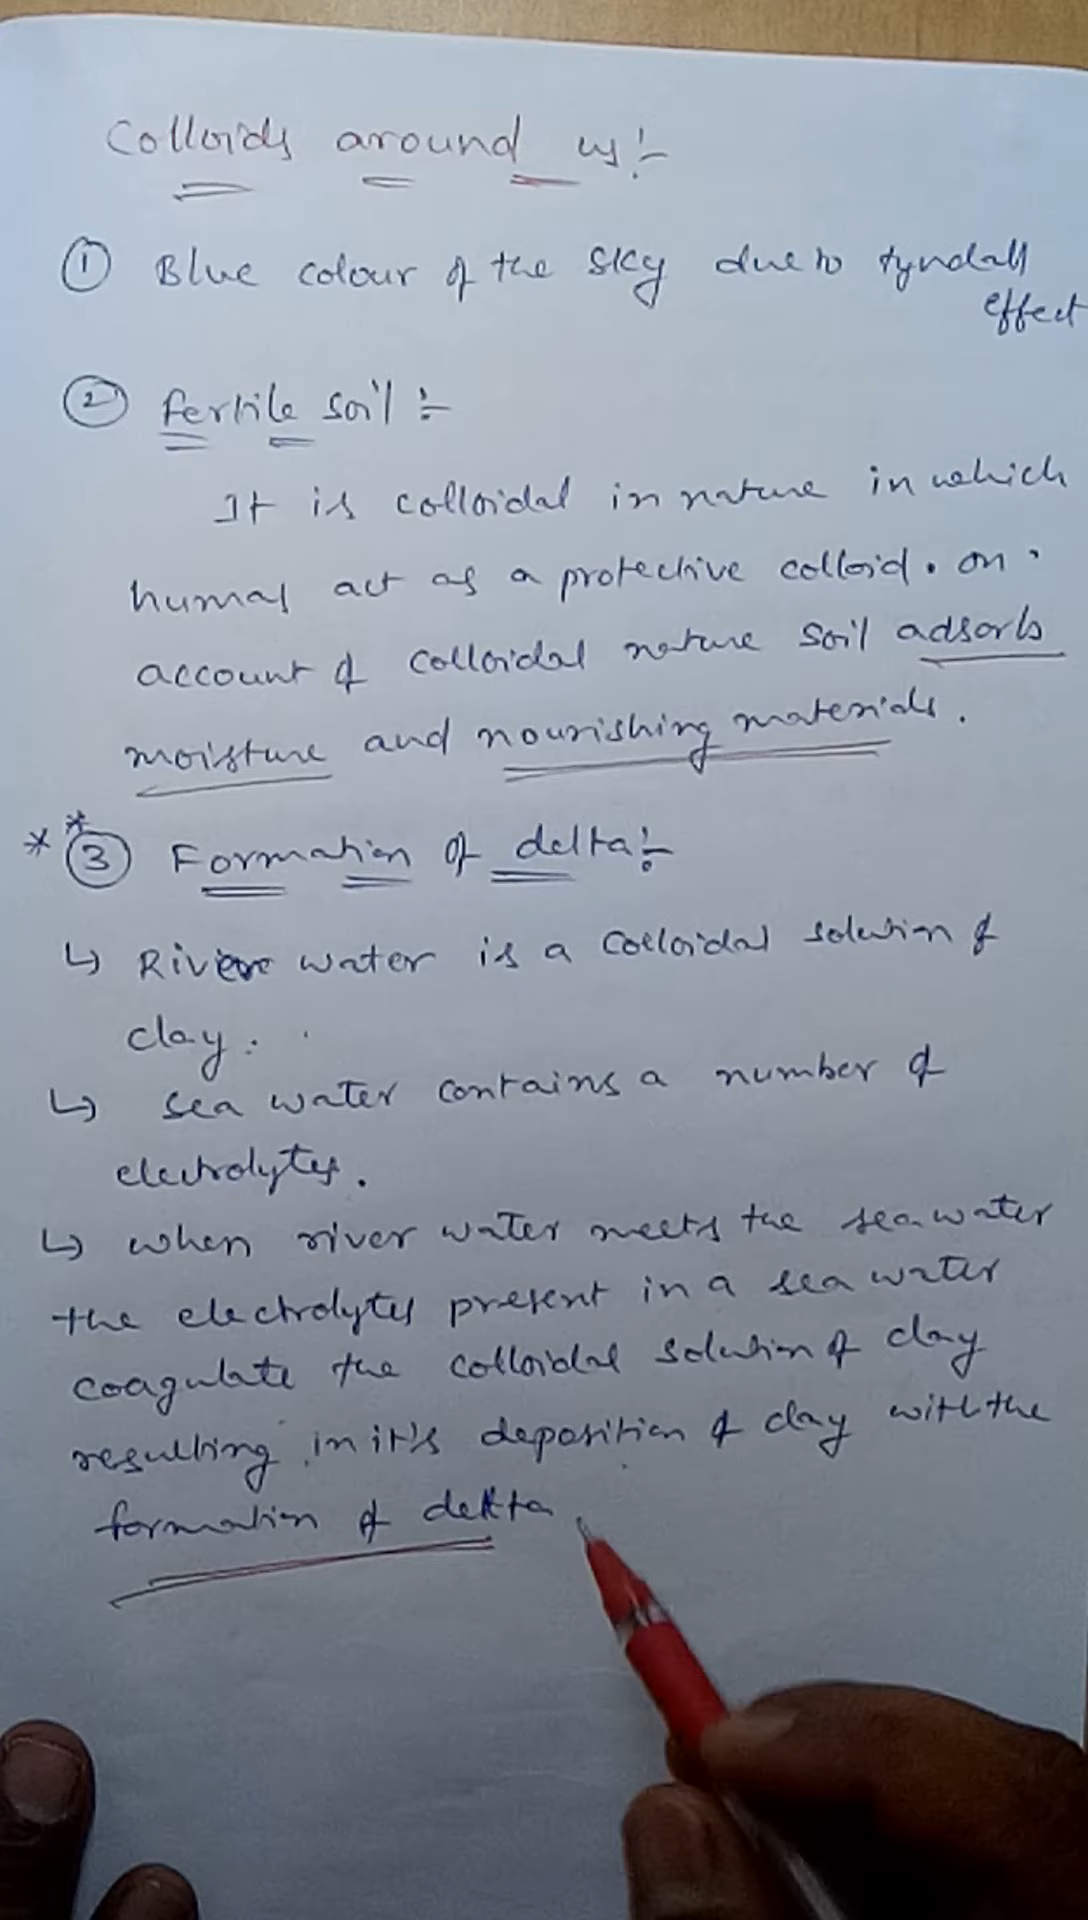 Colloids around us:-
① Blue colour of the sky due to tyndall
effect
② fertile soil :-
It is colloidal in nature in which
humas act as a protective colloid. on
account of colloidal nature soil adsorbs
moisture and nourishing materials.
** ③ Formation of delta:-
↳ River water is a colloidal solution of
clay.
↳ sea water contains a number of
electrolytes.
↳ when river water meets the sea water
the electrolytes present in a sea water
coagulate the colloidal solution of clay
resulting in it's deposition of clay with the
formation of delta.